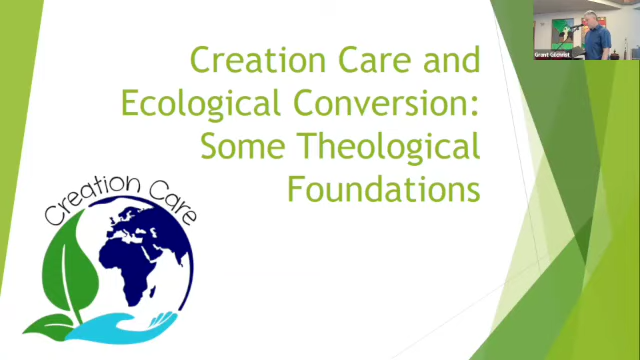 Creation Care and
Ecological Conversion:
Some Theological
Foundations
Creation Care
Grant Gilchrist